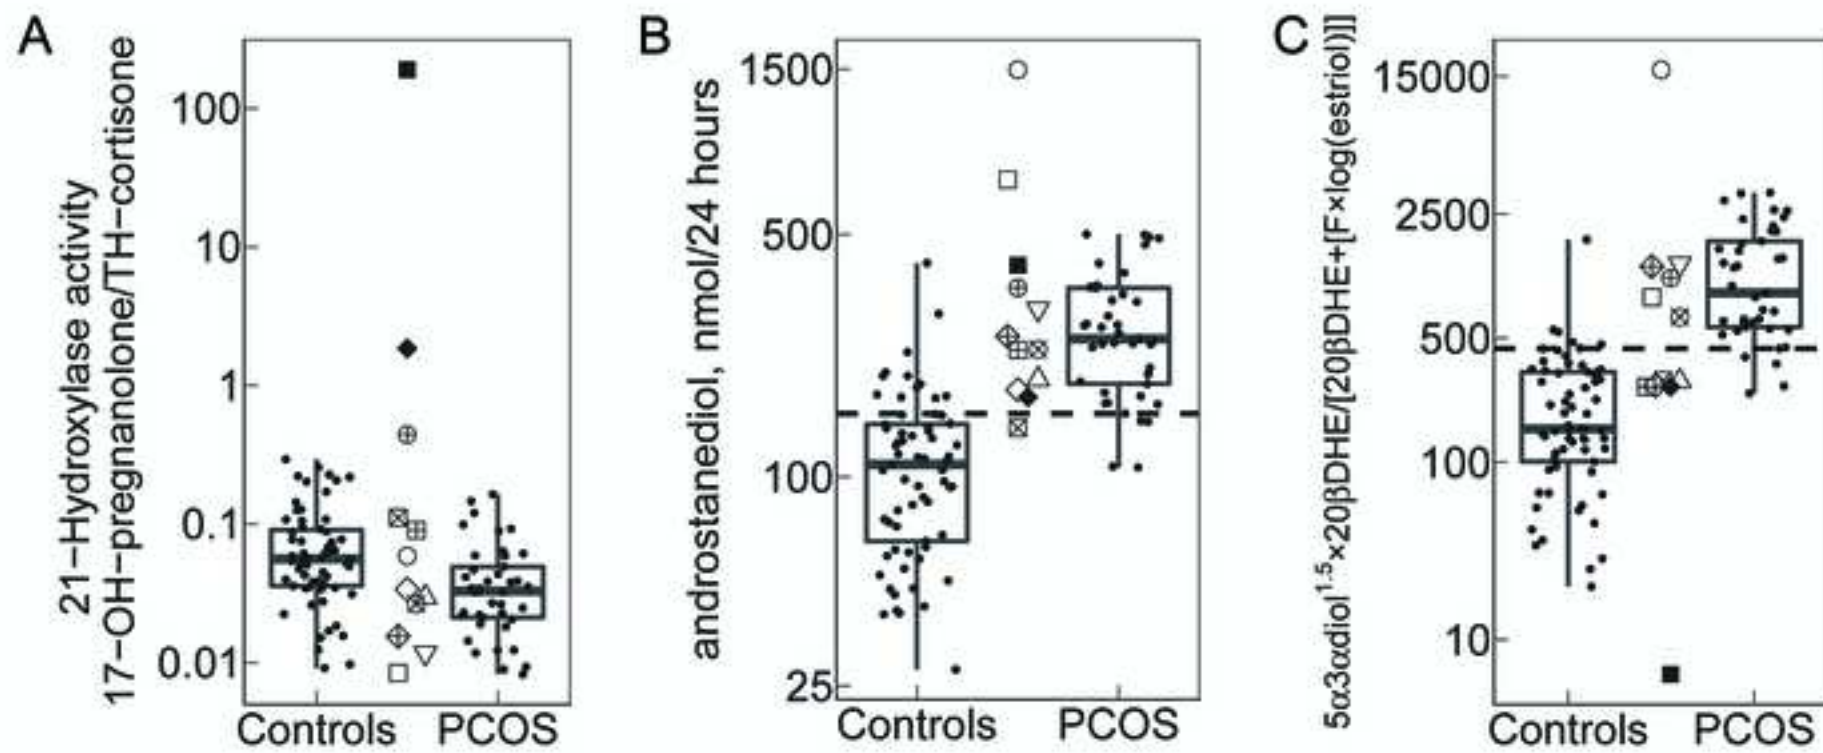 A
21−Hydroxylase activity
17−OH−pregnanolone/TH−cortisone
100
10
1
0.1
0.01
Controls PCOS
B
androstanediol, nmol/24 hours
1500
500
100
25
Controls PCOS
C
5α3αdiol¹·⁵×20βDHE/[20βDHE+[F×log(estriol)]]
15000
2500
500
100
10
Controls PCOS